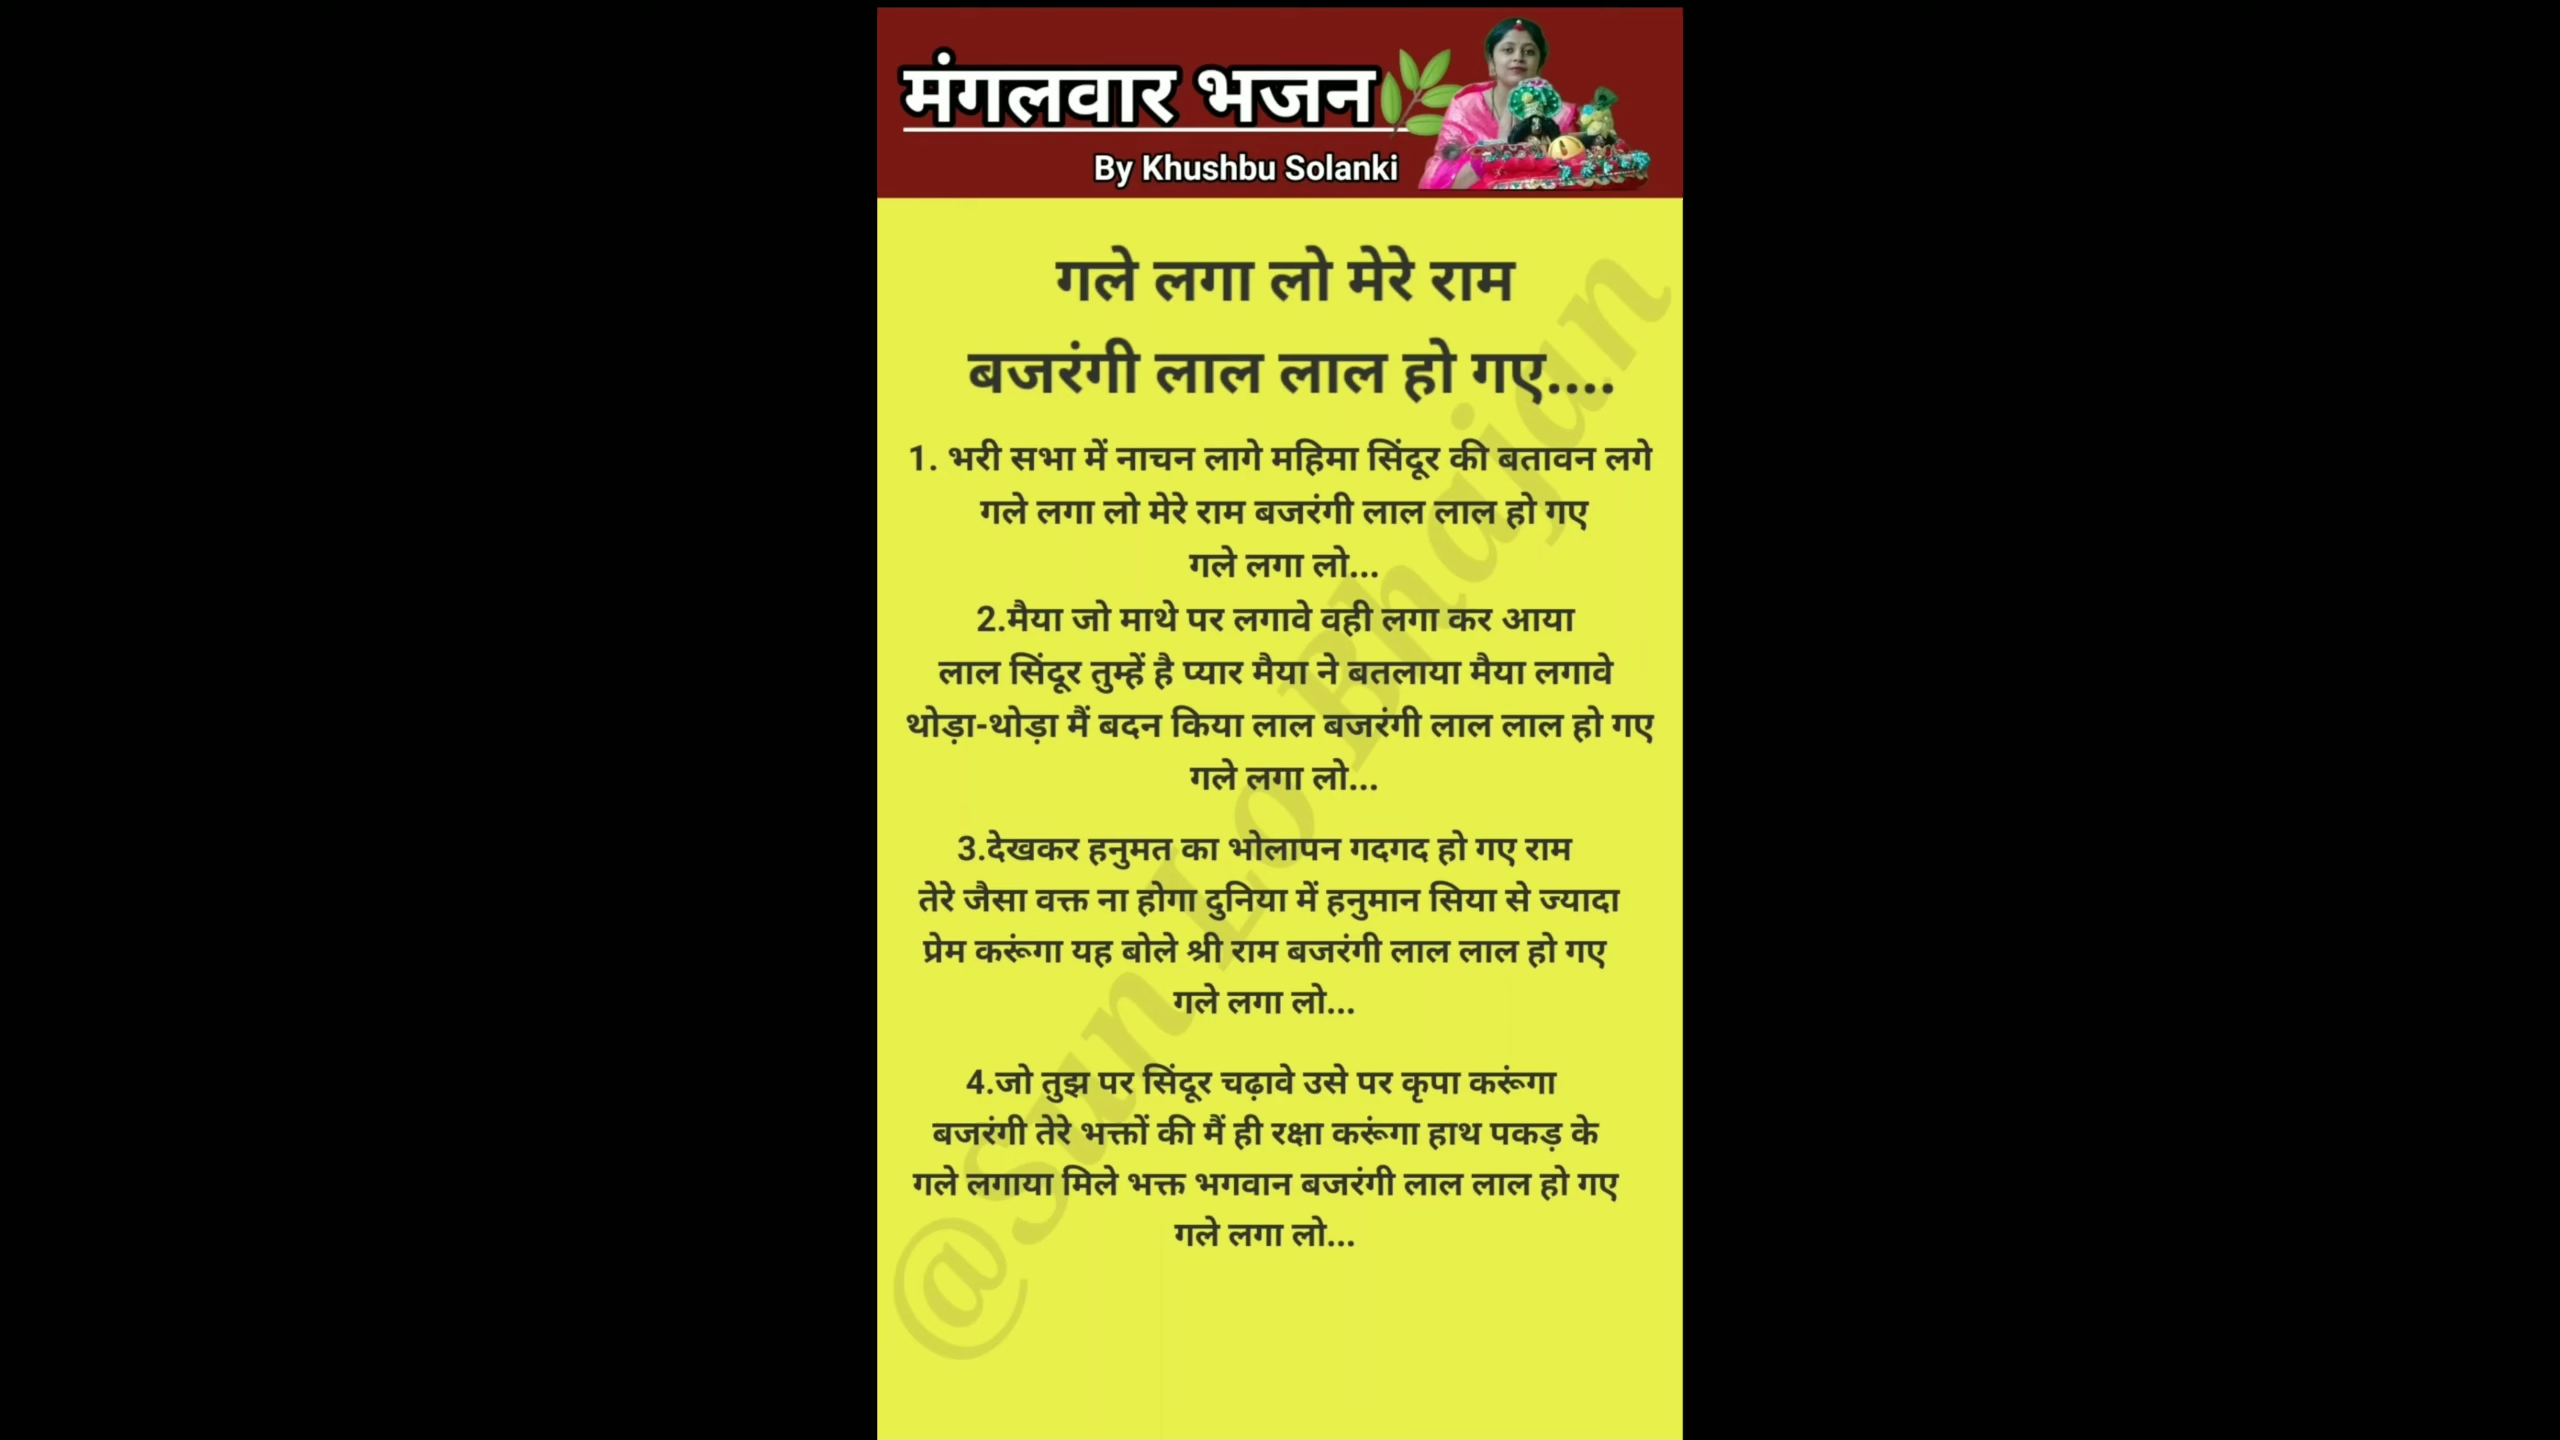 मंगलवार भजन
By Khushbu Solanki
गले लगा लो मेरे राम
बजरंगी लाल लाल हो गए....
1. भरी सभा में नाचन लागे महिमा सिंदूर की बतावन लगे
गले लगा लो मेरे राम बजरंगी लाल लाल हो गए
गले लगा लो...
2.मैया जो माथे पर लगावे वही लगा कर आया
लाल सिंदूर तुम्हें है प्यार मैया ने बतलाया मैया लगावे
थोड़ा-थोड़ा मैं बदन किया लाल बजरंगी लाल लाल हो गए
गले लगा लो...
3.देखकर हनुमत का भोलापन गदगद हो गए राम
तेरे जैसा वक्त ना होगा दुनिया में हनुमान सिया से ज्यादा
प्रेम करूंगा यह बोले श्री राम बजरंगी लाल लाल हो गए
गले लगा लो...
4.जो तुझ पर सिंदूर चढ़ावे उसे पर कृपा करूंगा
बजरंगी तेरे भक्तों की मैं ही रक्षा करूंगा हाथ पकड़ के
गले लगाया मिले भक्त भगवान बजरंगी लाल लाल हो गए
गले लगा लो...
@Sun Lo Bhajan